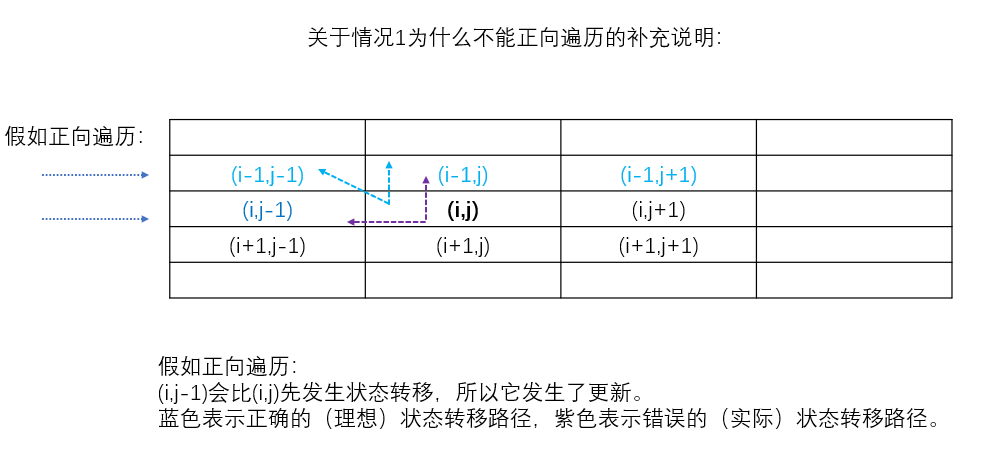 关于情况1为什么不能正向遍历的补充说明：
假如正向遍历：
(i-1,j-1) (i-1,j) (i-1,j+1)
(i,j-1) (i,j) (i,j+1)
(i+1,j-1) (i+1,j) (i+1,j+1)
假如正向遍历：
(i,j-1)会比(i,j)先发生状态转移，所以它发生了更新。
蓝色表示正确的（理想）状态转移路径，紫色表示错误的（实际）状态转移路径。